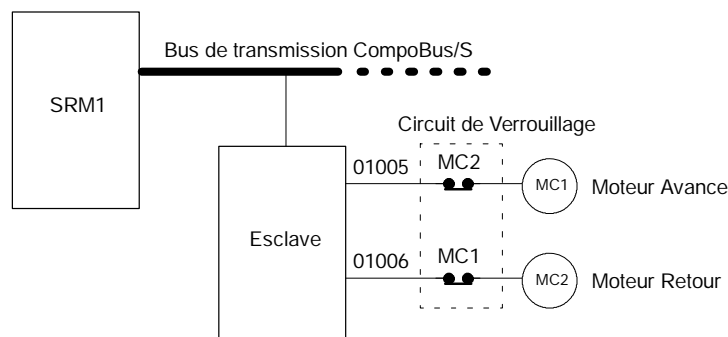 Bus de transmission CompoBus/S
SRM1
Circuit de Verrouillage
01005
MC2
MC1
Moteur Avance
Esclave
01006
MC1
MC2
Moteur Retour